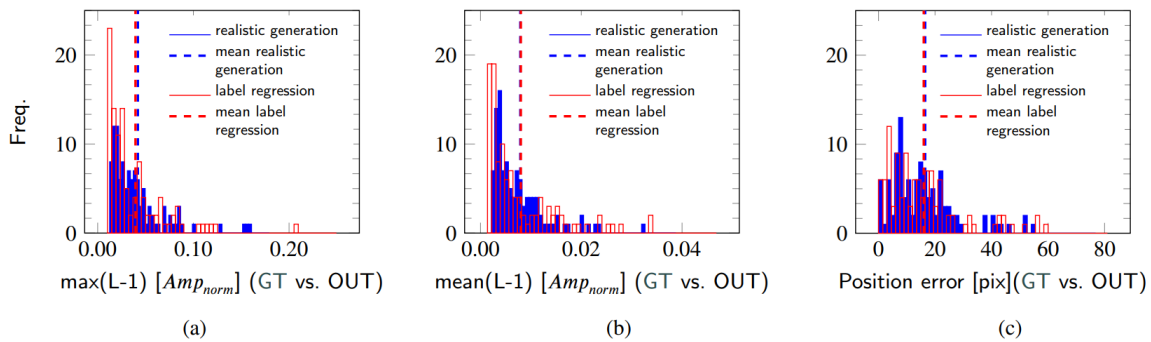 20
10
0
Freq.
realistic generation
mean realistic
generation
label regression
mean label
regression
0.00
0.10
0.20
max(L-1) [Amp_norm] (GT vs. OUT)
(a)
20
10
0
realistic generation
mean realistic
generation
label regression
mean label
regression
0.00
0.02
0.04
mean(L-1) [Amp_norm] (GT vs. OUT)
(b)
20
10
0
realistic generation
mean realistic
generation
label regression
mean label
regression
0
20
40
60
80
Position error [pix](GT vs. OUT)
(c)